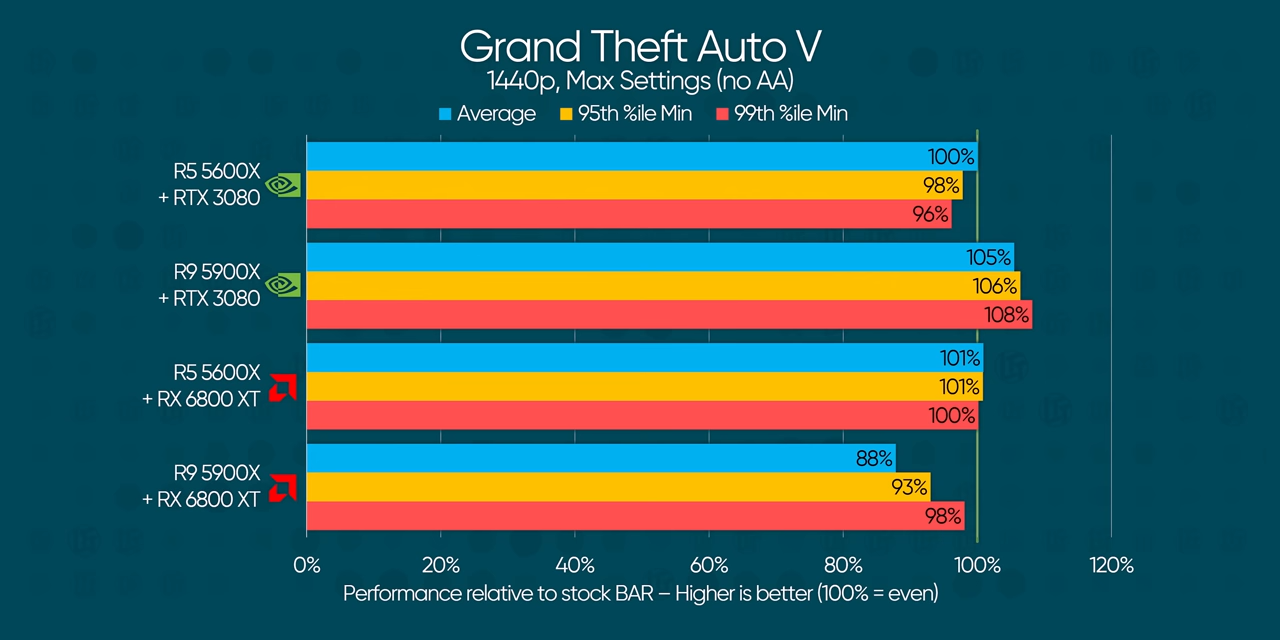 Grand Theft Auto V
1440p, Max Settings (no AA)
Average 95th %ile Min 99th %ile Min
R5 5600X
+ RTX 3080
100%
98%
96%
R9 5900X
+ RTX 3080
105%
106%
108%
R5 5600X
+ RX 6800 XT
101%
101%
100%
R9 5900X
+ RX 6800 XT
88%
93%
98%
0% 20% 40% 60% 80% 100% 120%
Performance relative to stock BAR – Higher is better (100% = even)